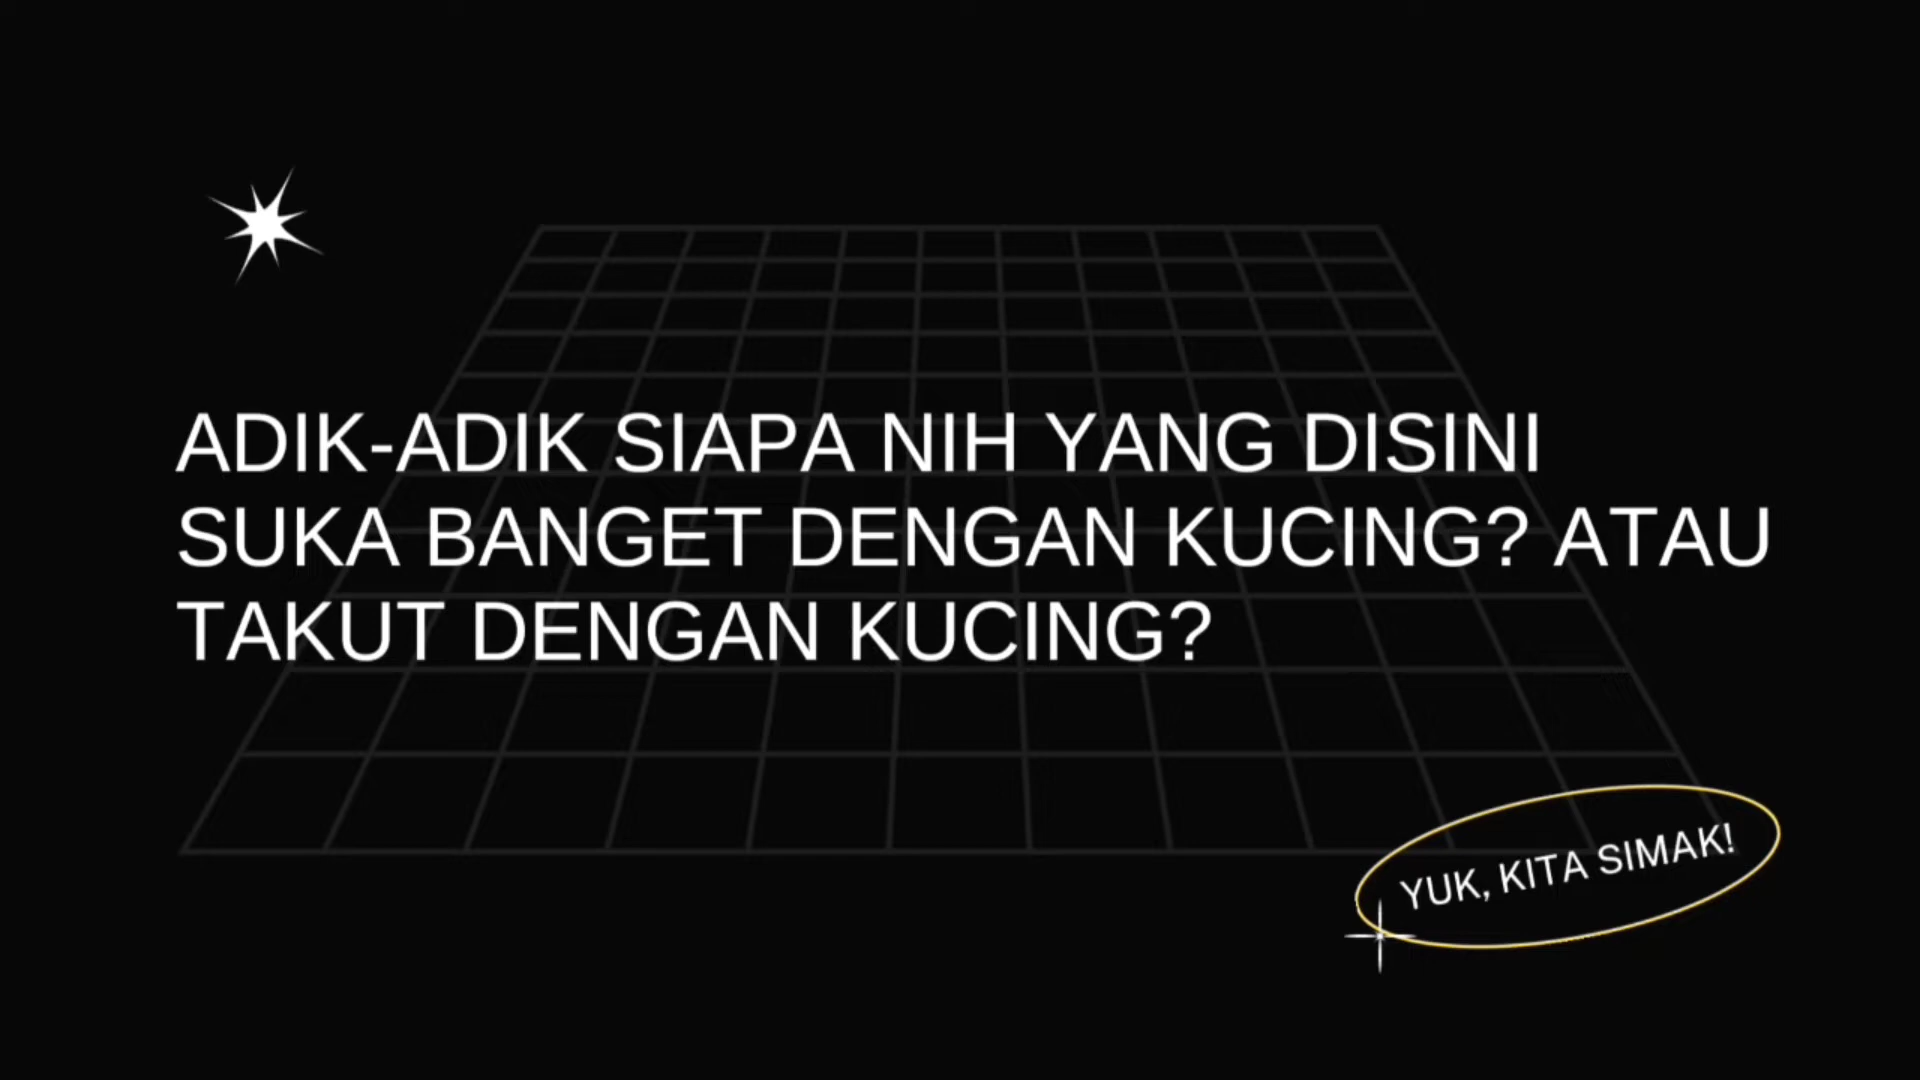 ADIK-ADIK SIAPA NIH YANG DISINI
SUKA BANGET DENGAN KUCING? ATAU
TAKUT DENGAN KUCING?
YUK, KITA SIMAK!